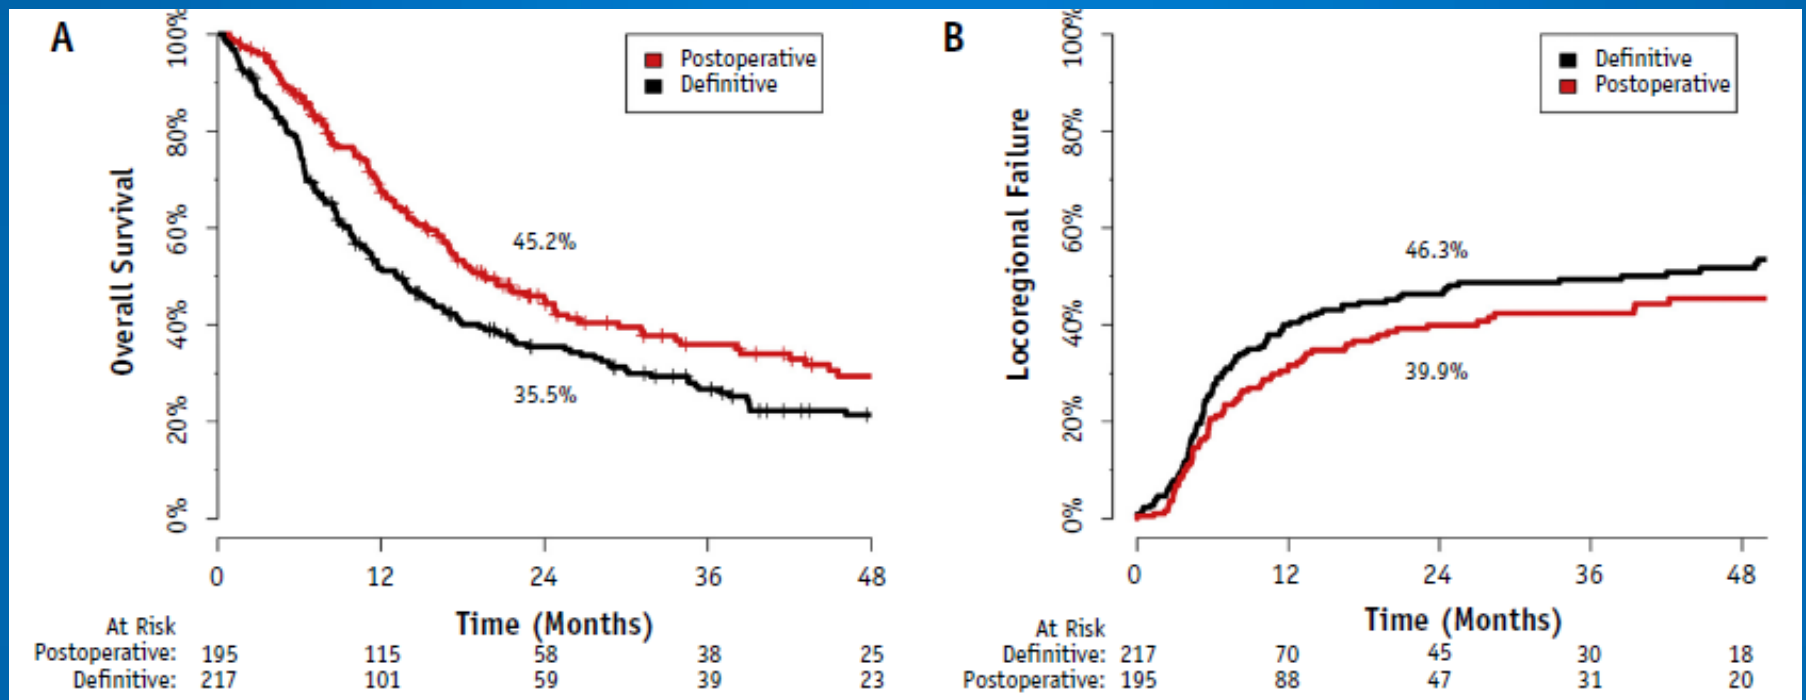 A
Overall Survival
100%
80%
60%
40%
20%
0%
Postoperative
Definitive
45.2%
35.5%
0 12 24 36 48
Time (Months)
At Risk
Postoperative: 195 115 58 38 25
Definitive: 217 101 59 39 23
B
Locoregional Failure
100%
80%
60%
40%
20%
0%
Definitive
Postoperative
46.3%
39.9%
0 12 24 36 48
Time (Months)
At Risk
Definitive: 217 70 45 30 18
Postoperative: 195 88 47 31 20